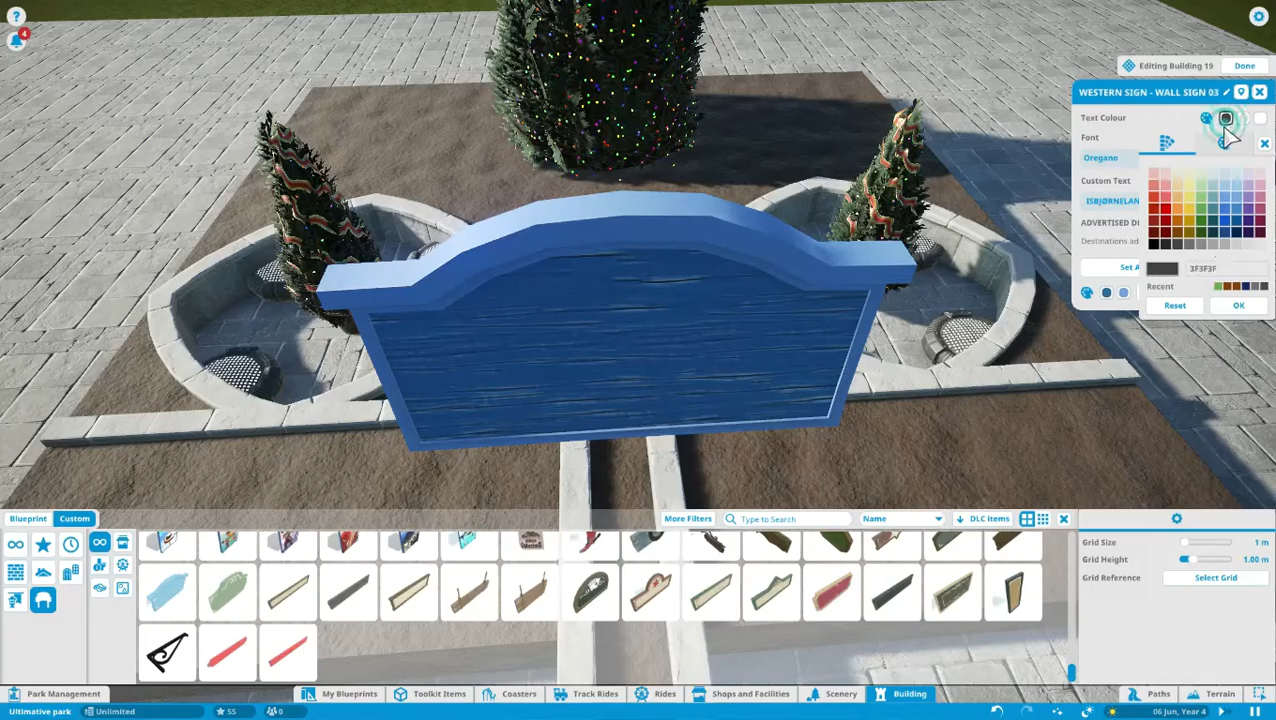 ?
4
Editing Building 19
Done
WESTERN SIGN - WALL SIGN 03
Text Colour
Font
Oregano
Custom Text
ISBJØRNELAN
ADVERTISED D
Destinations ad
Set A
3F3F3F
Recent
Reset
OK
Blueprint
Custom
More Filters
Type to Search
Name
DLC Items
Grid Size
1 m
Grid Height
1.00 m
Grid Reference
Select Grid
Park Management
My Blueprints
Toolkit Items
Coasters
Track Rides
Rides
Shops and Facilities
Scenery
Building
Paths
Terrain
Ultimative park
Unlimited
55
0
06 Jun, Year 4